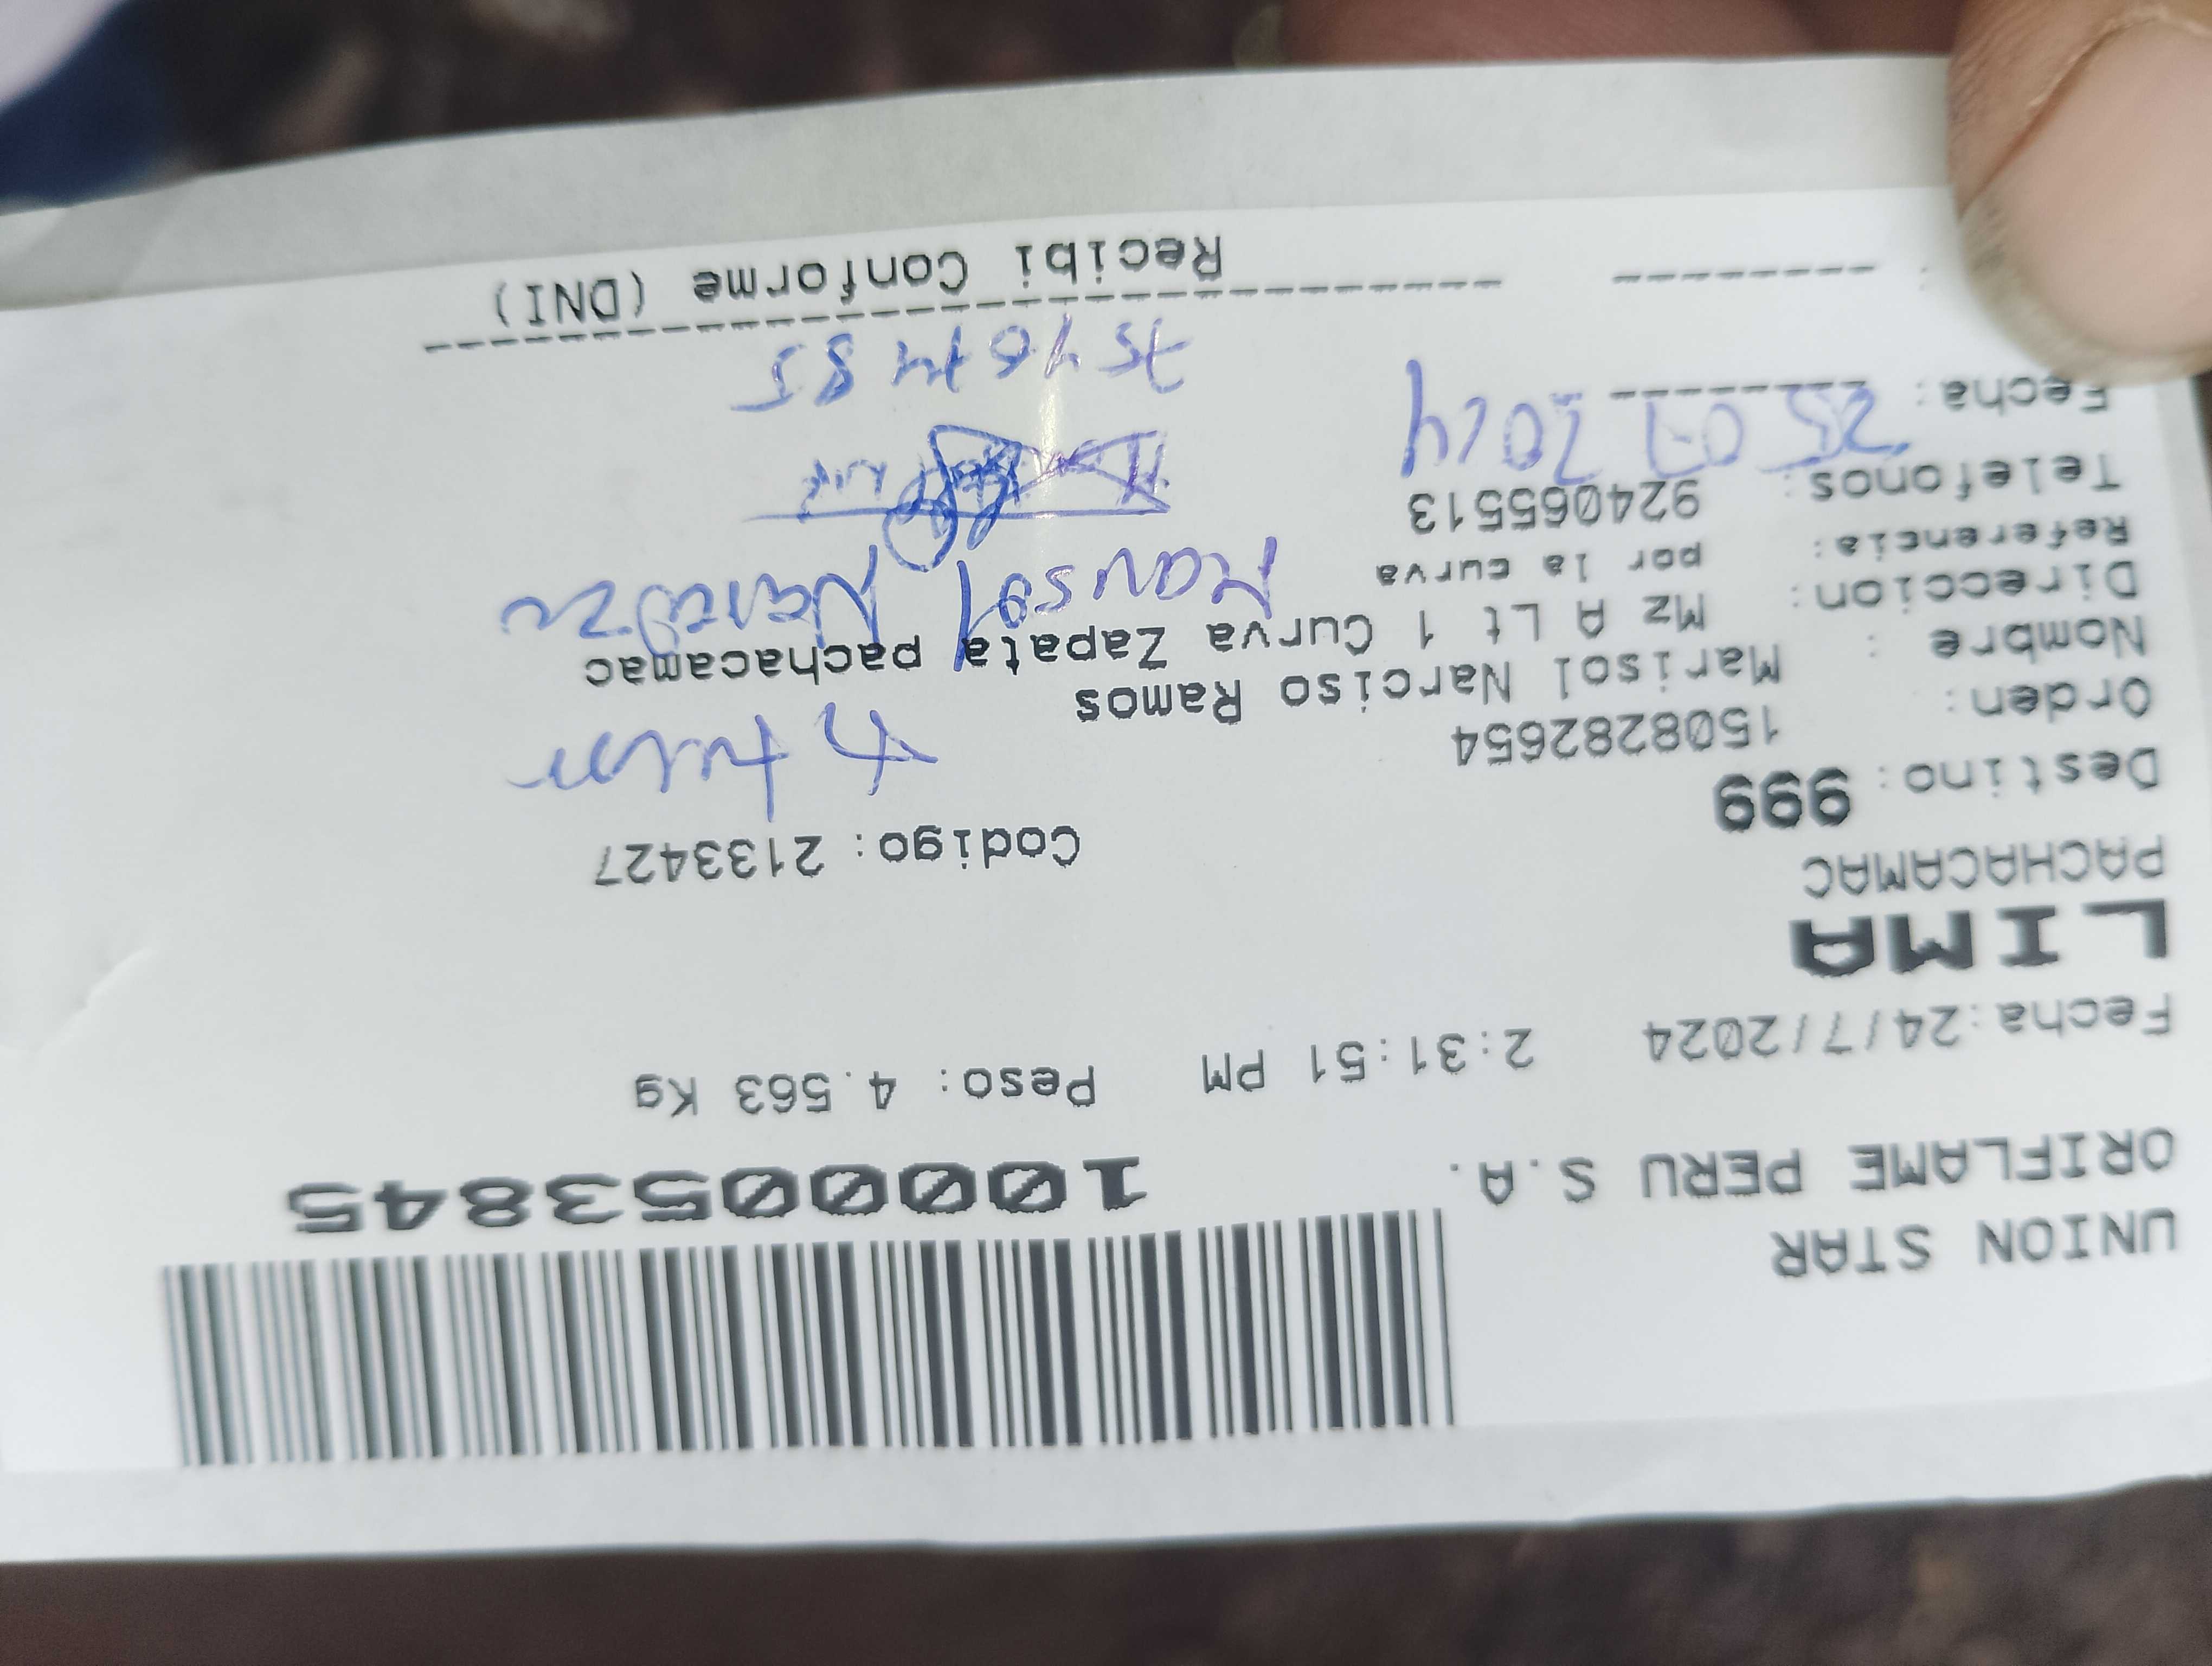 UNION STAR
ORIFLAME PERU S.A.
100005003845
Fecha:24/7/2024 2:31:51 PM Peso: 4.563 Kg
LIMA
PACHACAMAC
Destino: 999 Codigo: 2133427
Orden: 1508282654
Nombre : Marisol Narciso Ramos
Titular
Direccion: Mz A Lt 1 Curva Zapata pachacamac
Referencia: por la curva
Marisol Narciso
Telefonos: 924065513
Fecha: 25 07 2024
Recibi Conforme (DNI)